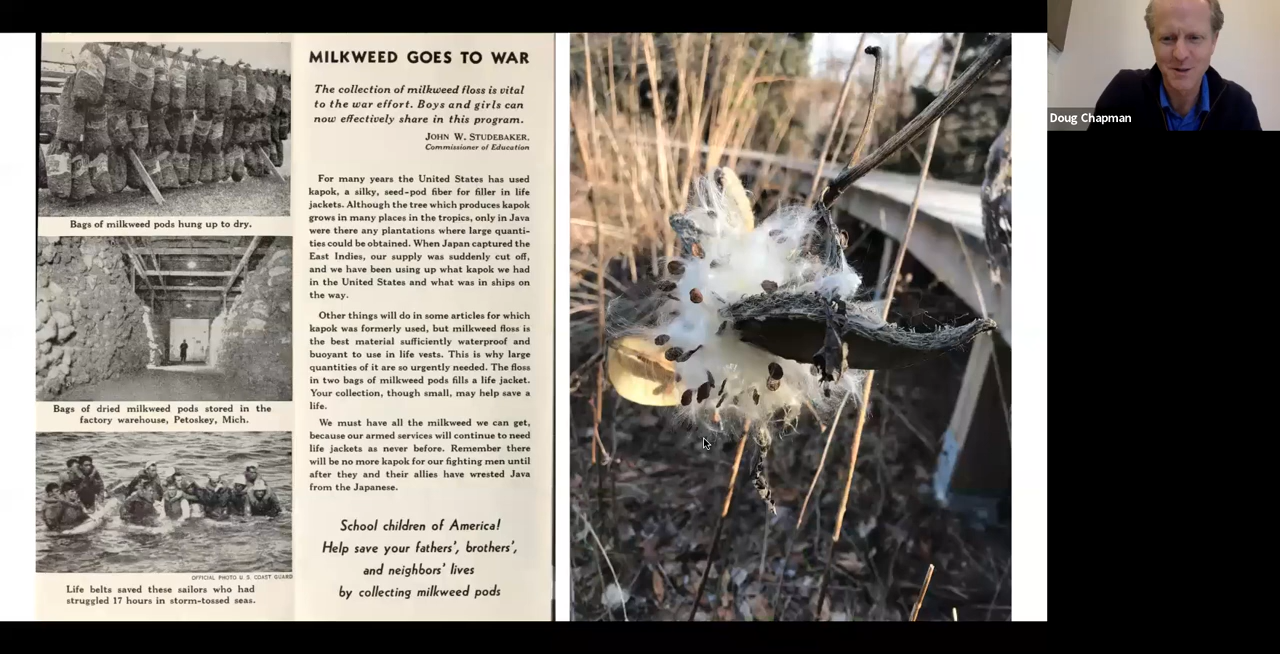 Bags of milkweed pods hung up to dry.
Bags of dried milkweed pods stored in the
factory warehouse, Petoskey, Mich.
OFFICIAL PHOTO U. S. COAST GUARD
Life belts saved these sailors who had
struggled 17 hours in storm-tossed seas.
MILKWEED GOES TO WAR
The collection of milkweed floss is vital
to the war effort. Boys and girls can
now effectively share in this program.
JOHN W. STUDEBAKER,
Commissioner of Education
For many years the United States has used
kapok, a silky, seed-pod fiber for filler in life
jackets. Although the tree which produces kapok
grows in many places in the tropics, only in Java
were there any plantations where large quanti-
ties could be obtained. When Japan captured the
East Indies, our supply was suddenly cut off,
and we have been using up what kapok we had
in the United States and what was in ships on
the way.
Other things will do in some articles for which
kapok was formerly used, but milkweed floss is
the best material sufficiently waterproof and
buoyant to use in life vests. This is why large
quantities of it are so urgently needed. The floss
in two bags of milkweed pods fills a life jacket.
Your collection, though small, may help save a
life.
We must have all the milkweed we can get,
because our armed services will continue to need
life jackets as never before. Remember there
will be no more kapok for our fighting men until
after they and their allies have wrested Java
from the Japanese.
School children of America!
Help save your fathers', brothers',
and neighbors' lives
by collecting milkweed pods
Doug Chapman